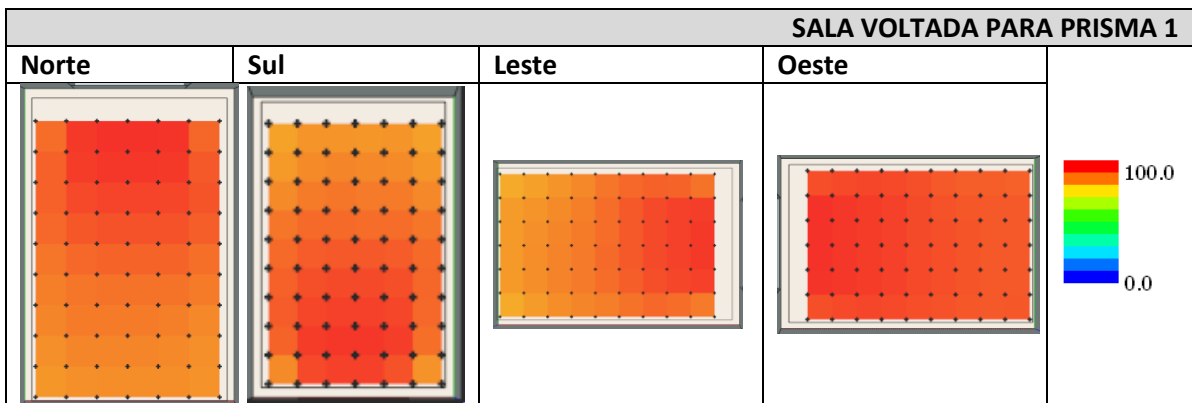 SALA VOLTADA PARA PRISMA 1
Norte Sul Leste Oeste
100.0
0.0